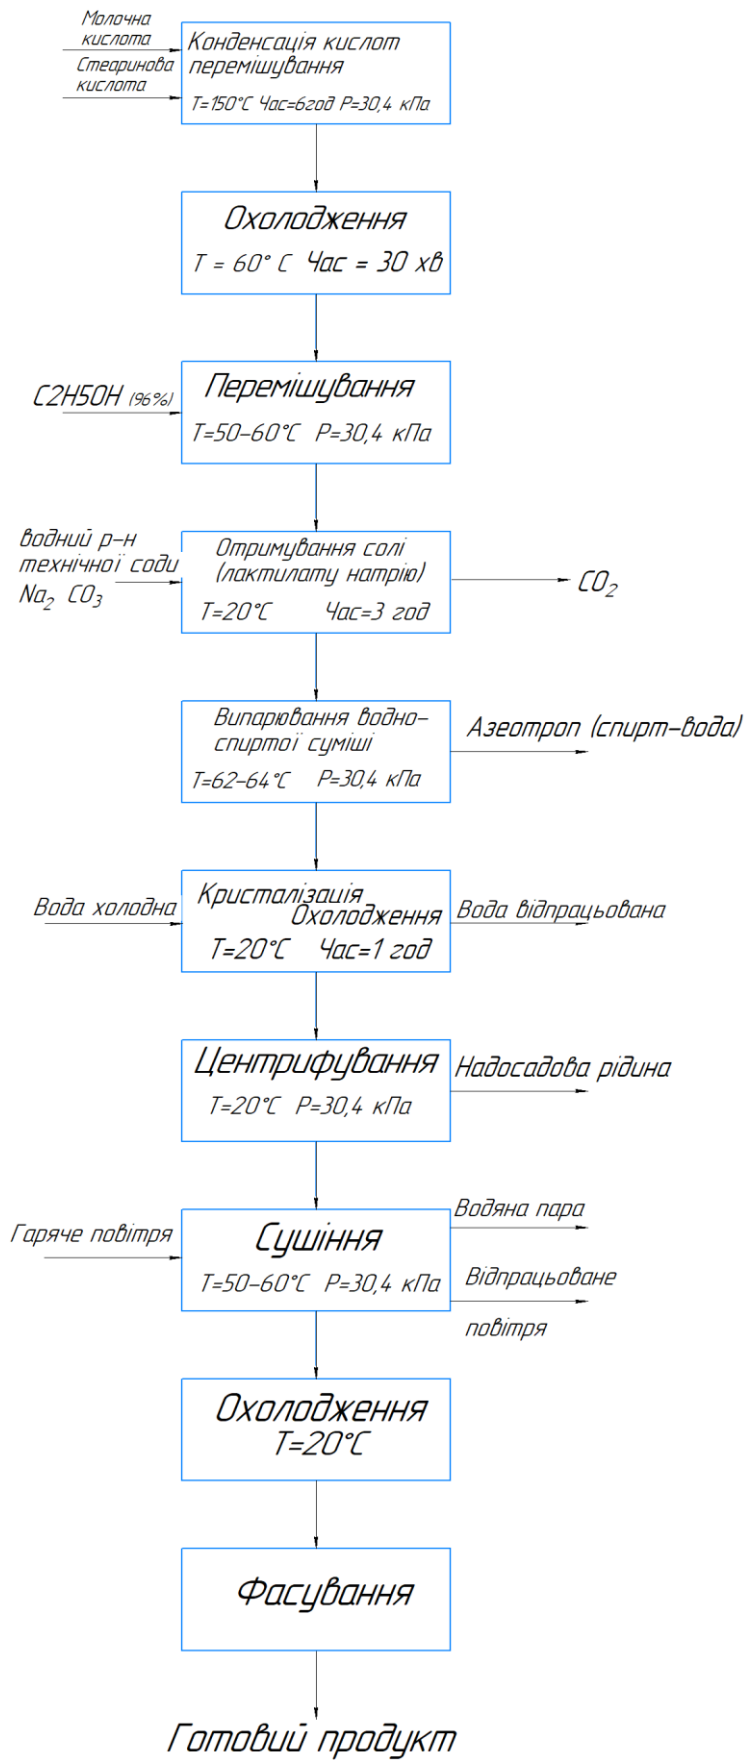 Молочна
кислота
Стеаринова
кислота
Конденсація кислот
перемішування
T=150°C Час=6год P=30,4 кПа
Охолодження
T = 60° C Час = 30 хв
C2H5OH (96%)
Перемішування
T=50-60°C P=30,4 кПа
водний р-н
технічної соди
Na2 CO3
Отримування солі
(лактилату натрію)
T=20°C Час=3 год
CO2
Випарювання водно-
спиртої суміші
T=62-64°C P=30,4 кПа
Азеотроп (спирт-вода)
Вода холодна
Кристалізація
Охолодження
T=20°C Час=1 год
Вода відпрацьована
Центрифування
T=20°C P=30,4 кПа
Надосадова рідина
Гаряче повітря
Сушіння
T=50-60°C P=30,4 кПа
Водяна пара
Відпрацьоване
повітря
Охолодження
T=20°C
Фасування
Готовий продукт